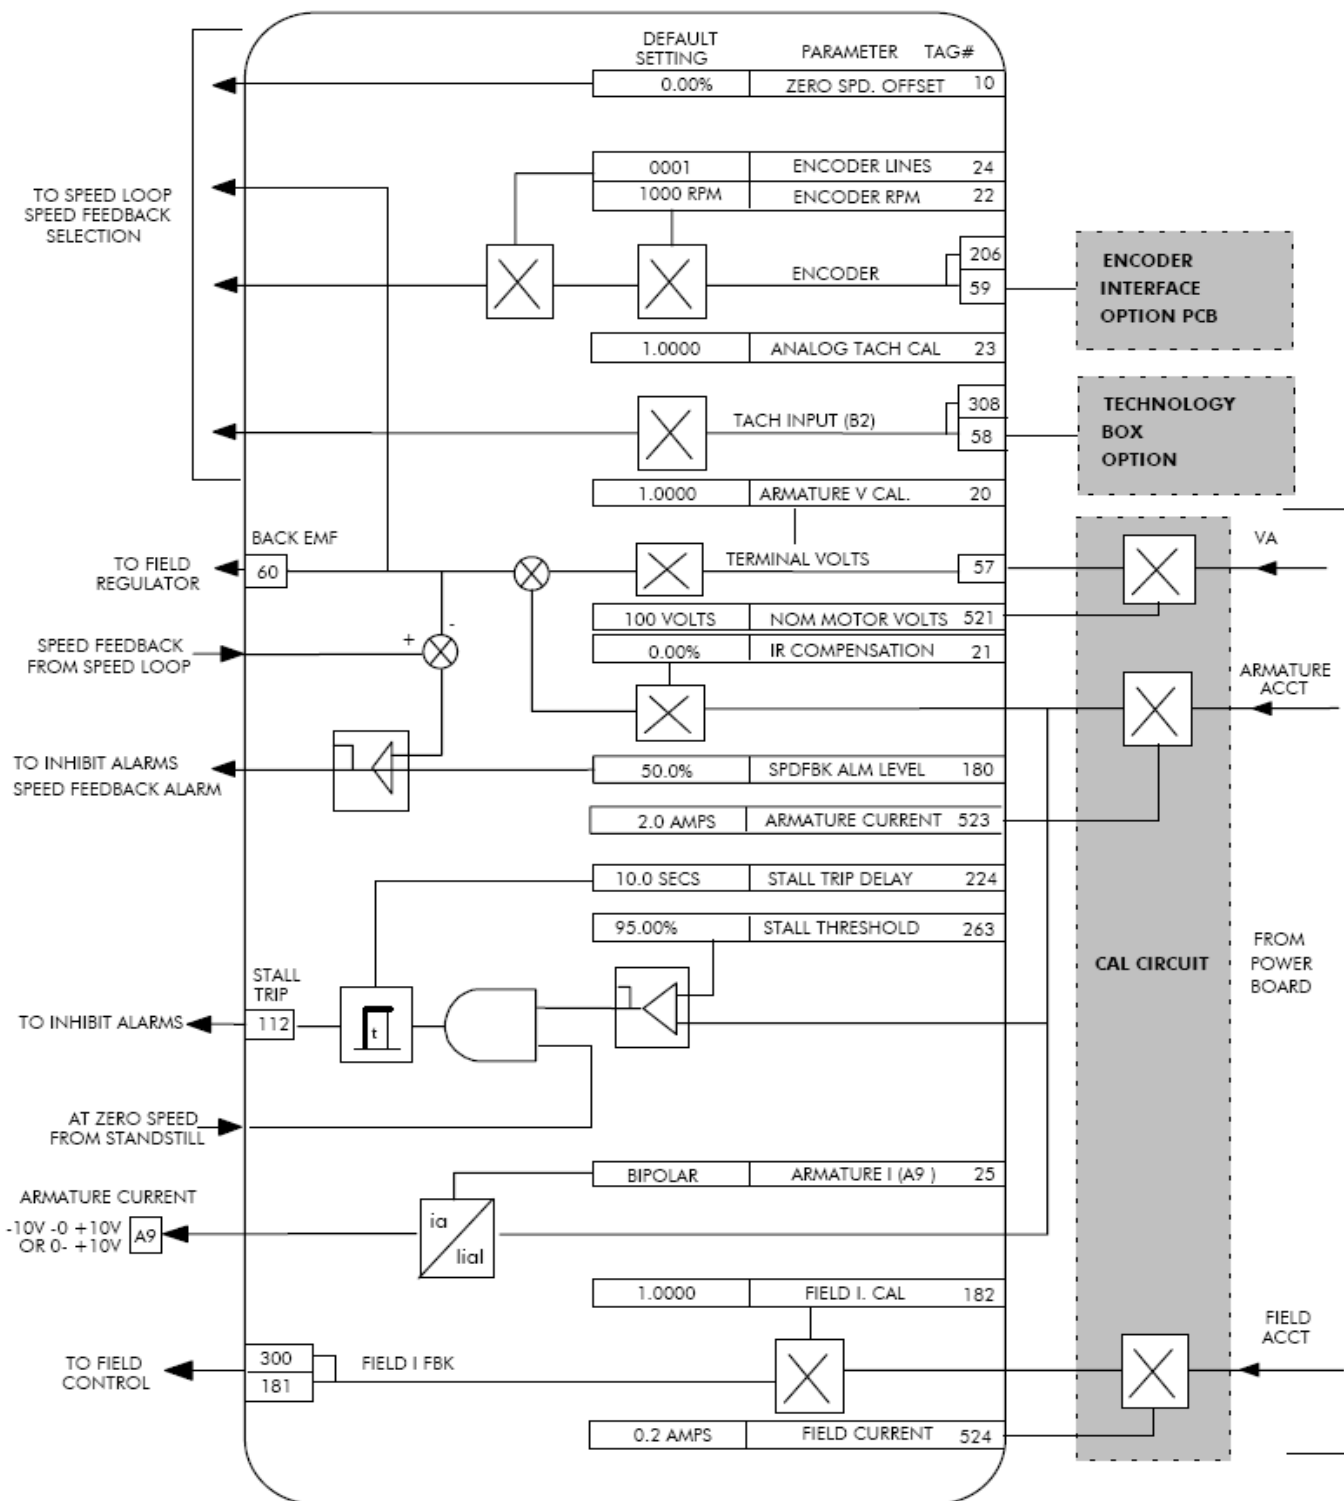 DEFAULT
SETTING
PARAMETER
TAG#
0.00% ZERO SPD. OFFSET 10
0001 ENCODER LINES 24
1000 RPM ENCODER RPM 22
TO SPEED LOOP
SPEED FEEDBACK
SELECTION
206
ENCODER
59
ENCODER
INTERFACE
OPTION PCB
1.0000 ANALOG TACH CAL 23
308
TACH INPUT (B2)
58
TECHNOLOGY
BOX
OPTION
1.0000 ARMATURE V CAL. 20
BACK EMF
TO FIELD
REGULATOR
60
TERMINAL VOLTS
57
VA
100 VOLTS NOM MOTOR VOLTS 521
0.00% IR COMPENSATION 21
SPEED FEEDBACK
FROM SPEED LOOP
+
-
ARMATURE
ACCT
TO INHIBIT ALARMS
SPEED FEEDBACK ALARM
50.0% SPDFBK ALM LEVEL 180
2.0 AMPS ARMATURE CURRENT 523
10.0 SECS STALL TRIP DELAY 224
95.00% STALL THRESHOLD 263
CAL CIRCUIT
FROM
POWER
BOARD
STALL
TRIP
TO INHIBIT ALARMS
112
t
AT ZERO SPEED
FROM STANDSTILL
BIPOLAR ARMATURE I (A9 ) 25
ARMATURE CURRENT
-10V -0 +10V
OR 0- +10V
A9
ia
lial
1.0000 FIELD I. CAL 182
FIELD
ACCT
TO FIELD
CONTROL
300
181
FIELD I FBK
0.2 AMPS FIELD CURRENT 524